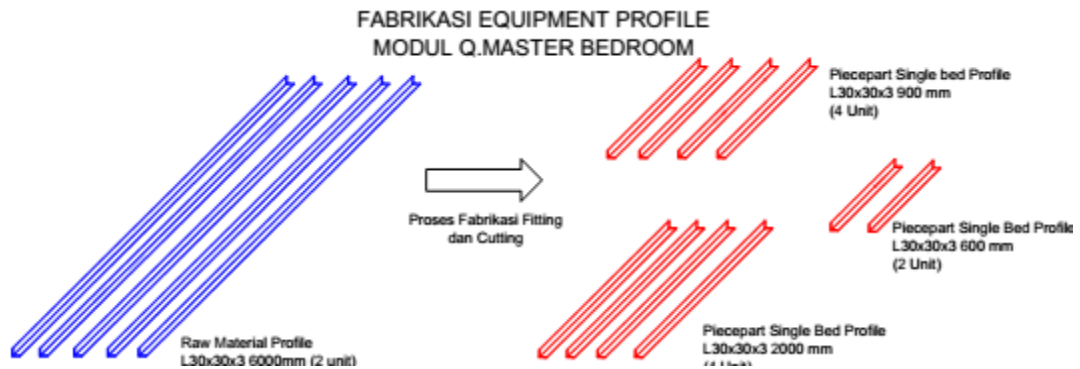 FABRIKASI EQUIPMENT PROFILE
MODUL Q.MASTER BEDROOM
Piecepart Single bed Profile
L30x30x3 900 mm
(4 Unit)
Proses Fabrikasi Fitting
dan Cutting
Piecepart Single Bed Profile
L30x30x3 600 mm
(2 Unit)
Raw Material Profile
L30x30x3 6000mm (2 unit)
Piecepart Single Bed Profile
L30x30x3 2000 mm
(4 Unit)